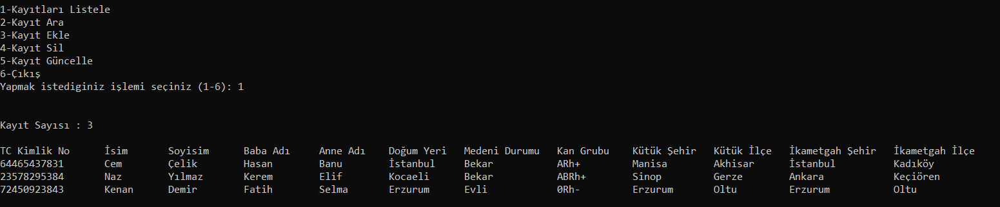 1-Kayıtları Listele
2-Kayıt Ara
3-Kayıt Ekle
4-Kayıt Sil
5-Kayıt Güncelle
6-Çıkış
Yapmak istediginiz işlemi seçiniz (1-6): 1
Kayıt Sayısı : 3
TC Kimlik No İsim Soyisim Baba Adı Anne Adı Doğum Yeri Medeni Durumu Kan Grubu Kütük Şehir Kütük İlçe İkametgah Şehir İkametgah İlçe
64465437831 Cem Çelik Hasan Banu İstanbul Bekar ARh+ Manisa Akhisar İstanbul Kadıköy
23578295384 Naz Yılmaz Kerem Elif Kocaeli Bekar ABRh+ Sinop Gerze Ankara Keçiören
72450923843 Kenan Demir Fatih Selma Erzurum Evli 0Rh- Erzurum Oltu Erzurum Oltu